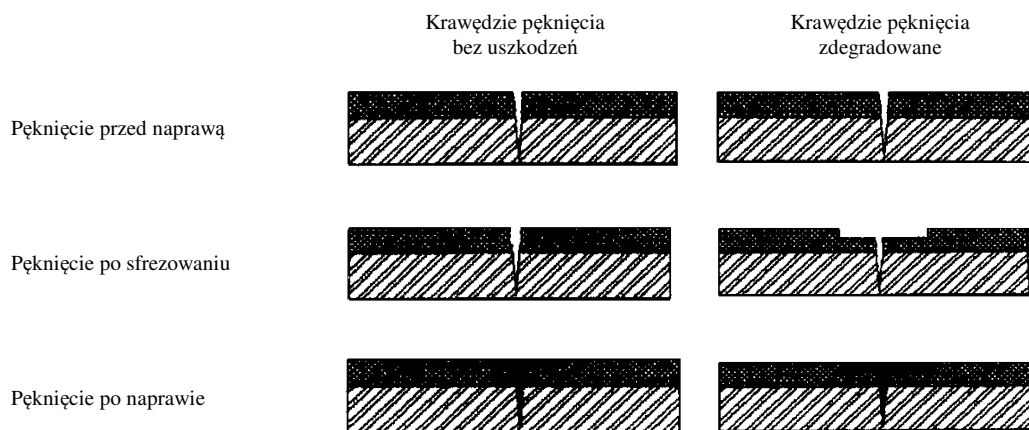 Krawędzie pęknięcia
bez uszkodzeń
Krawędzie pęknięcia
zdegradowane
Pęknięcie przed naprawą
Pęknięcie po sfrezowaniu
Pęknięcie po naprawie